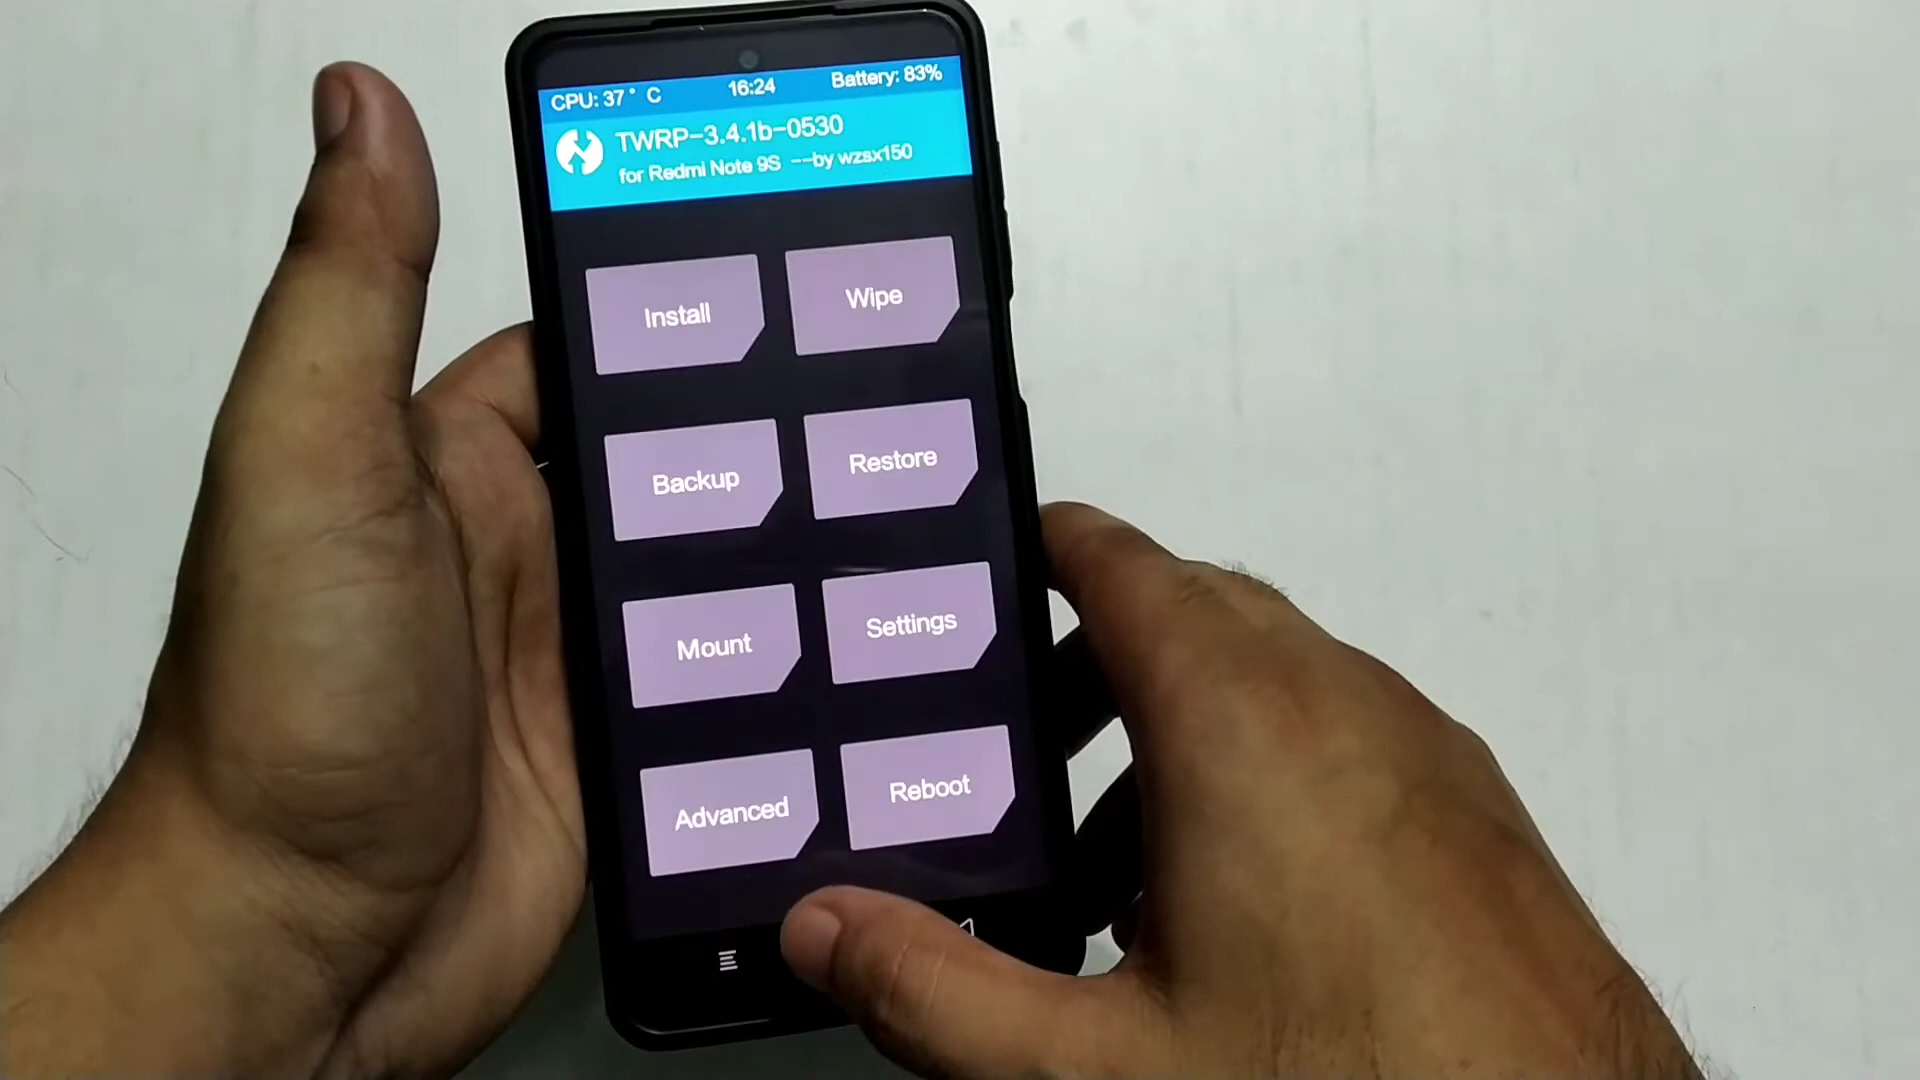 CPU: 37° C 16:24 Battery: 83%
TWRP-3.4.1b-0530
for Redmi Note 9S --by wzsx150
Install
Wipe
Backup
Restore
Mount
Settings
Advanced
Reboot